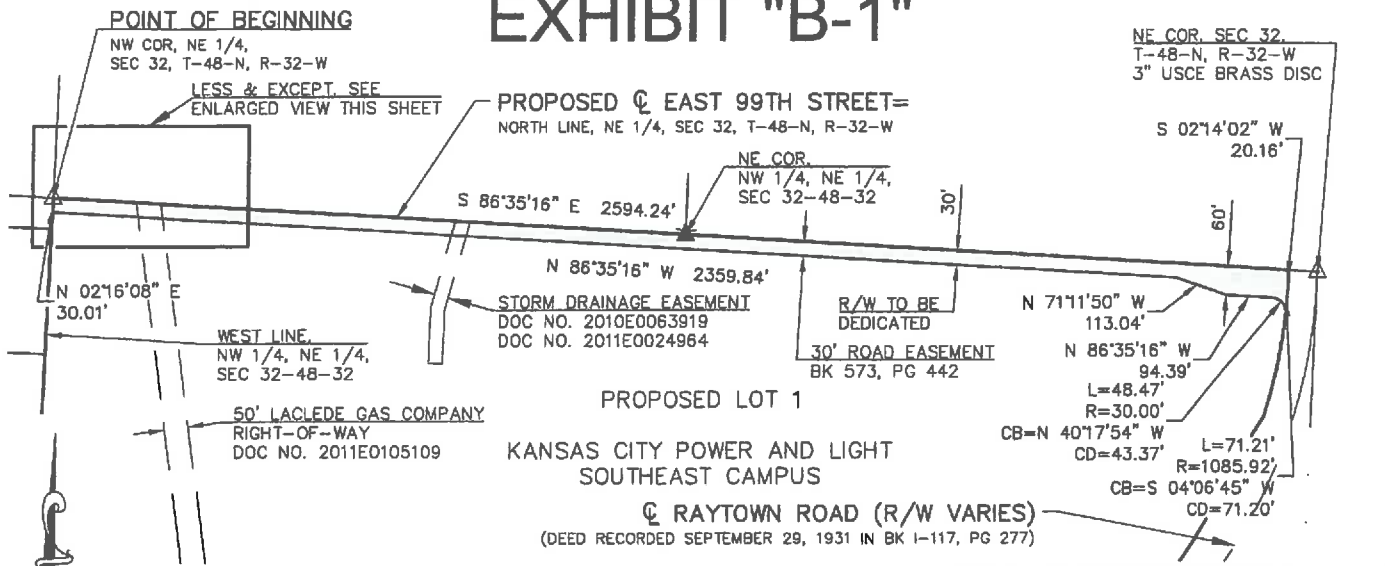 EXHIBIT "B-1"
POINT OF BEGINNING
NW COR, NE 1/4,
SEC 32, T-48-N, R-32-W
LESS & EXCEPT, SEE
ENLARGED VIEW THIS SHEET
PROPOSED ℄ EAST 99TH STREET=
NORTH LINE, NE 1/4, SEC 32, T-48-N, R-32-W
NE COR, SEC 32,
T-48-N, R-32-W
3" USCE BRASS DISC
S 02°14'02" W
20.16'
NE COR,
NW 1/4, NE 1/4,
SEC 32-48-32
S 86°35'16" E 2594.24'
30'
60'
N 86°35'16" W 2359.84'
N 02°16'08" E
30.01'
STORM DRAINAGE EASEMENT
DOC NO. 2010E0063919
DOC NO. 2011E0024964
R/W TO BE
DEDICATED
30' ROAD EASEMENT
BK 573, PG 442
N 71°11'50" W
113.04'
N 86°35'16" W
94.39'
L=48.47'
R=30.00'
CB=N 40°17'54" W
CD=43.37'
L=71.21'
R=1085.92'
CB=S 04°06'45" W
CD=71.20'
WEST LINE,
NW 1/4, NE 1/4,
SEC 32-48-32
50' LACLEDE GAS COMPANY
RIGHT-OF-WAY
DOC NO. 2011E0105109
PROPOSED LOT 1
KANSAS CITY POWER AND LIGHT
SOUTHEAST CAMPUS
℄ RAYTOWN ROAD (R/W VARIES)
(DEED RECORDED SEPTEMBER 29, 1931 IN BK I-117, PG 277)